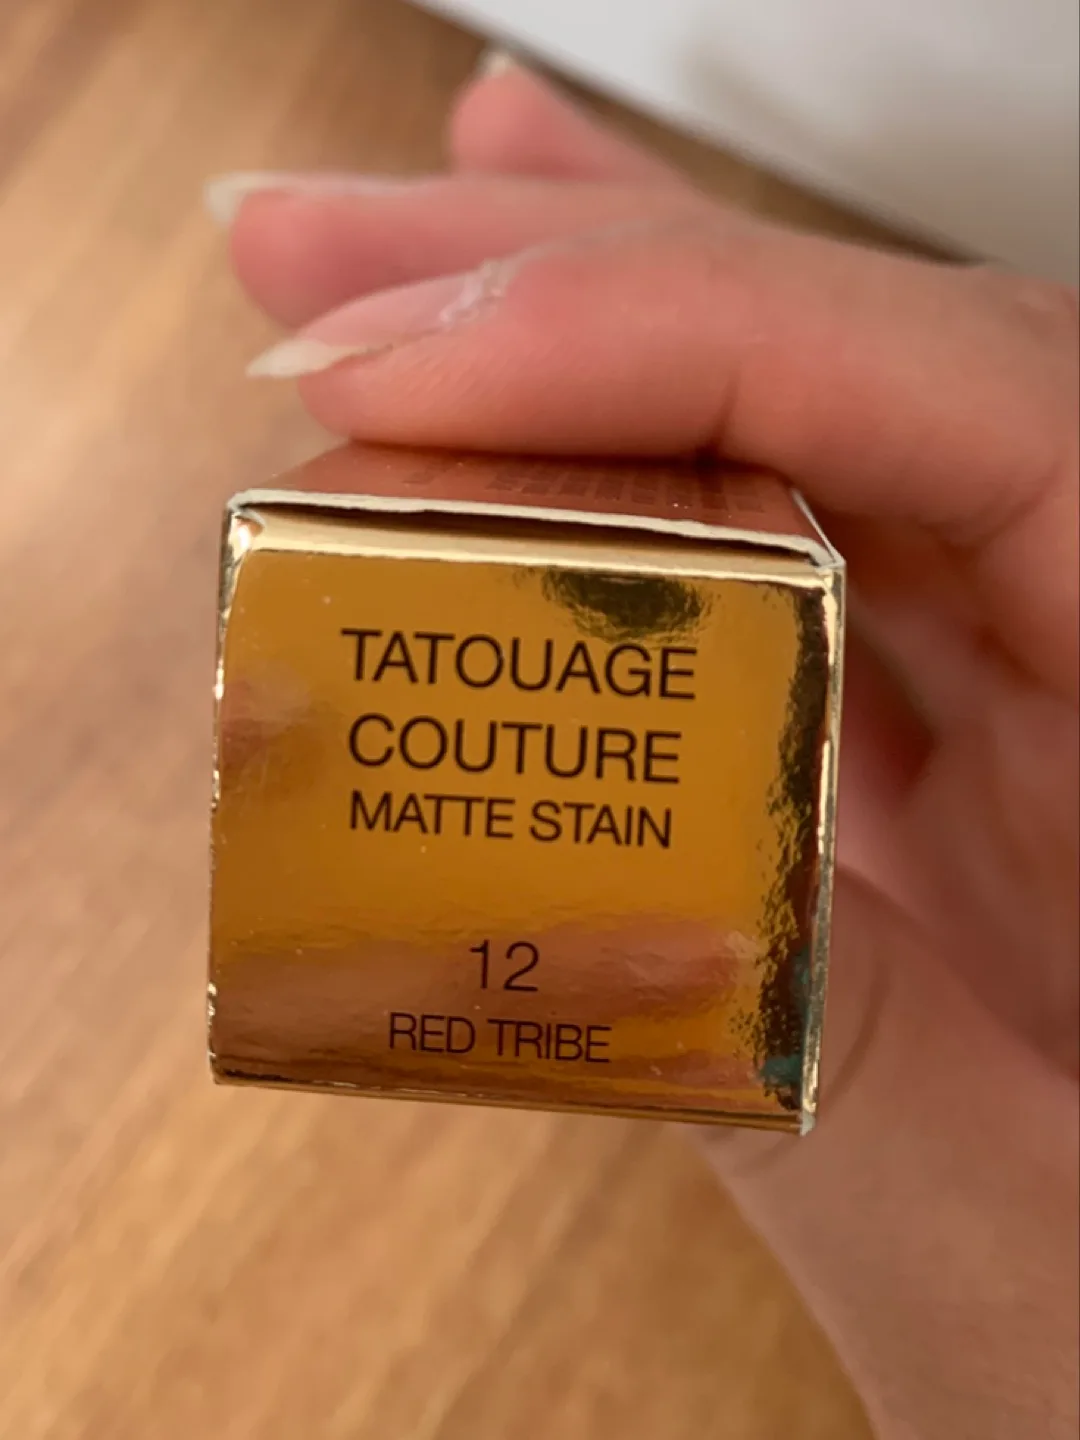 TATOUAGE
COUTURE
MATTE STAIN
12
RED TRIBE